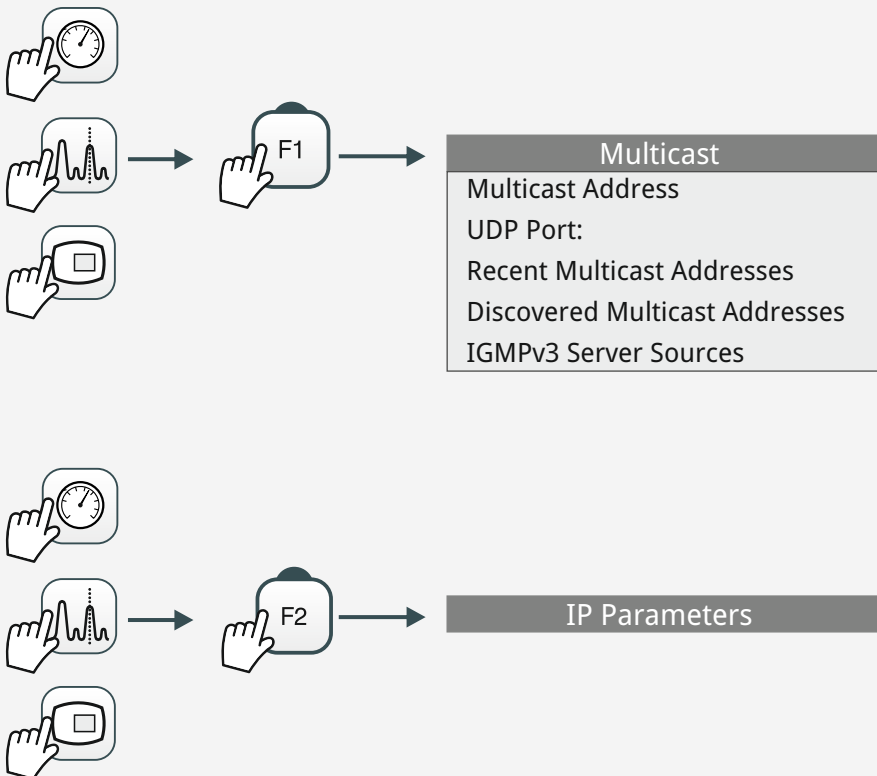 F1
Multicast
Multicast Address
UDP Port:
Recent Multicast Addresses
Discovered Multicast Addresses
IGMPv3 Server Sources
F2
IP Parameters